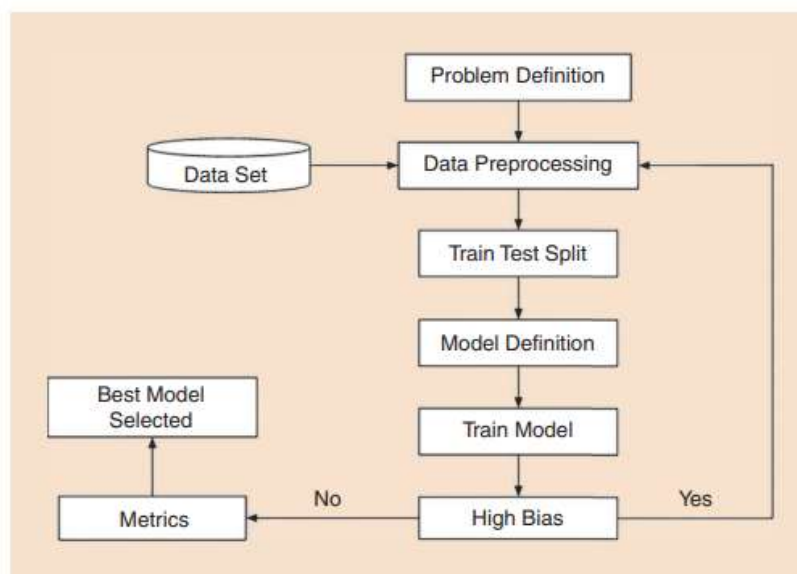 Problem Definition
Data Set
Data Preprocessing
Train Test Split
Model Definition
Best Model
Selected
Train Model
No
Yes
Metrics
High Bias